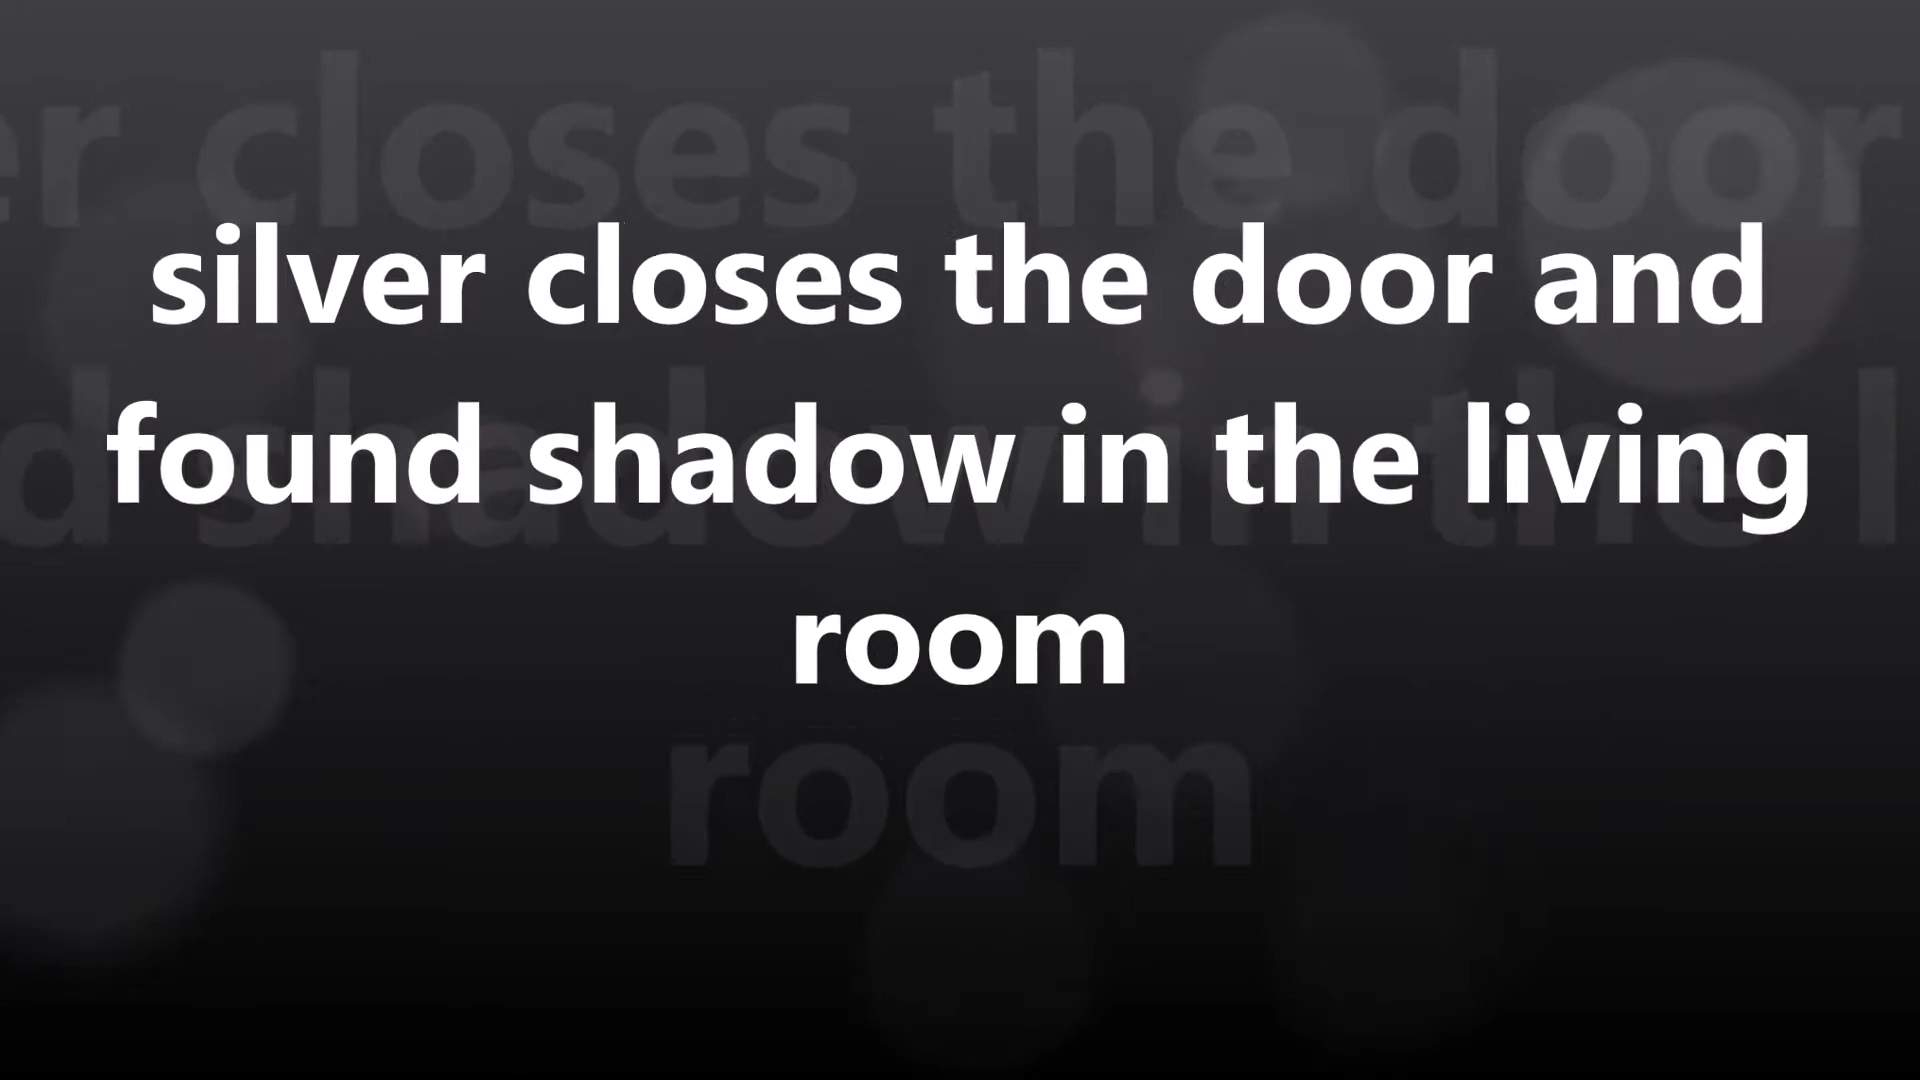 silver closes the door and
found shadow in the living
room